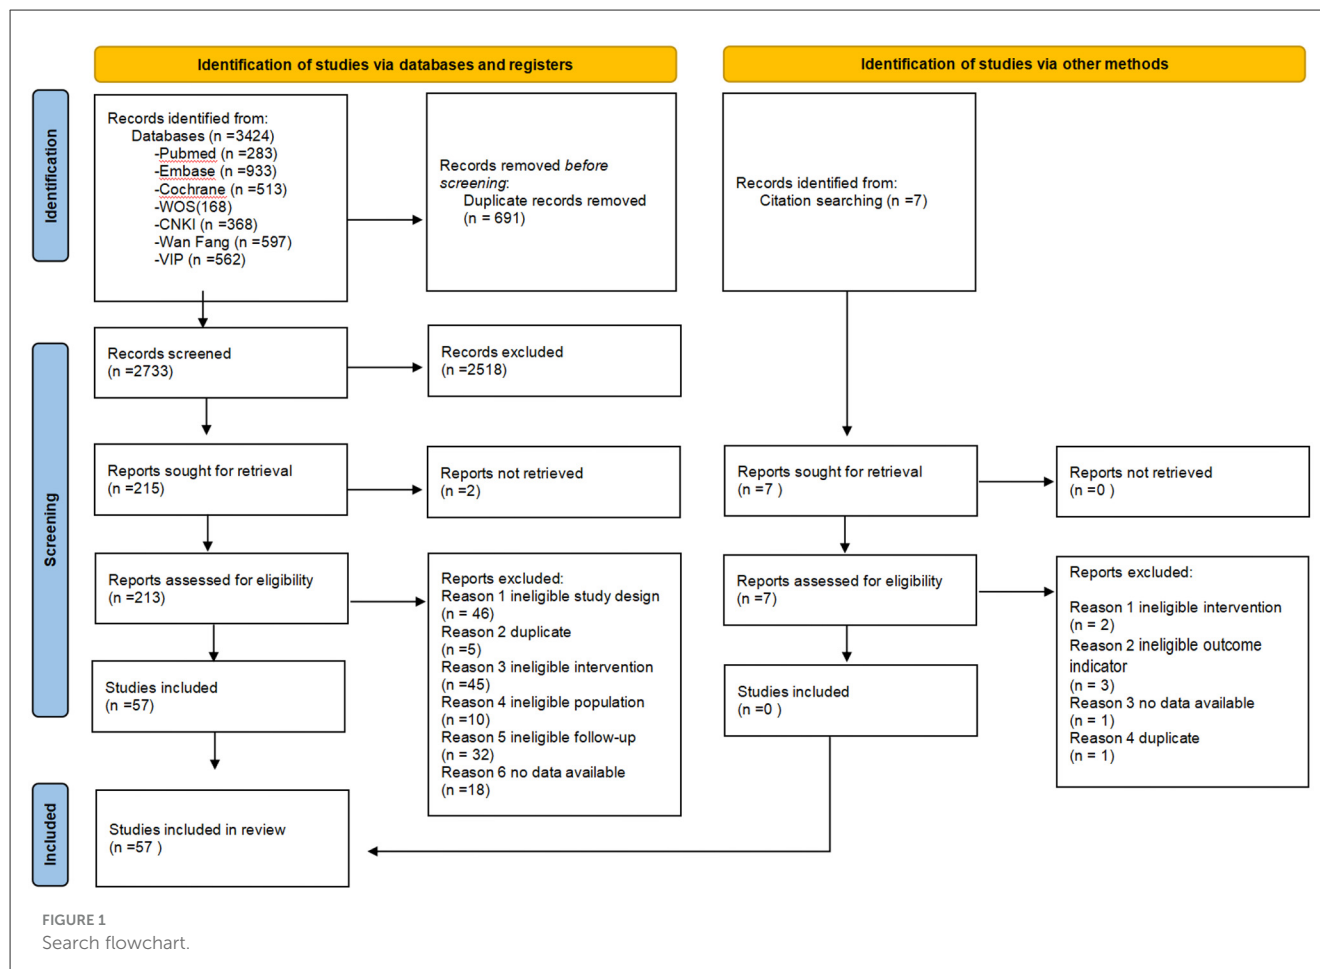 Identification of studies via databases and registers
Identification of studies via other methods
Identification
Records identified from:
Databases (n =3424)
-Pubmed (n =283)
-Embase (n =933)
-Cochrane (n =513)
-WOS(168)
-CNKI (n =368)
-Wan Fang (n =597)
-VIP (n =562)
Records removed before
screening:
Duplicate records removed
(n = 691)
Records identified from:
Citation searching (n =7)
Screening
Records screened
(n =2733)
Records excluded
(n =2518)
Reports sought for retrieval
(n =215)
Reports not retrieved
(n =2)
Reports sought for retrieval
(n =7 )
Reports not retrieved
(n =0 )
Reports assessed for eligibility
(n =213)
Reports excluded:
Reason 1 ineligible study design
(n = 46)
Reason 2 duplicate
(n =5)
Reason 3 ineligible intervention
(n =45)
Reason 4 ineligible population
(n =10)
Reason 5 ineligible follow-up
(n = 32)
Reason 6 no data available
(n =18)
Reports assessed for eligibility
(n =7)
Reports excluded:
Reason 1 ineligible intervention
(n = 2)
Reason 2 ineligible outcome
indicator
(n = 3)
Reason 3 no data available
(n = 1)
Reason 4 duplicate
(n = 1)
Studies included
(n =57)
Studies included
(n =0 )
Included
Studies included in review
(n =57 )
FIGURE 1
Search flowchart.